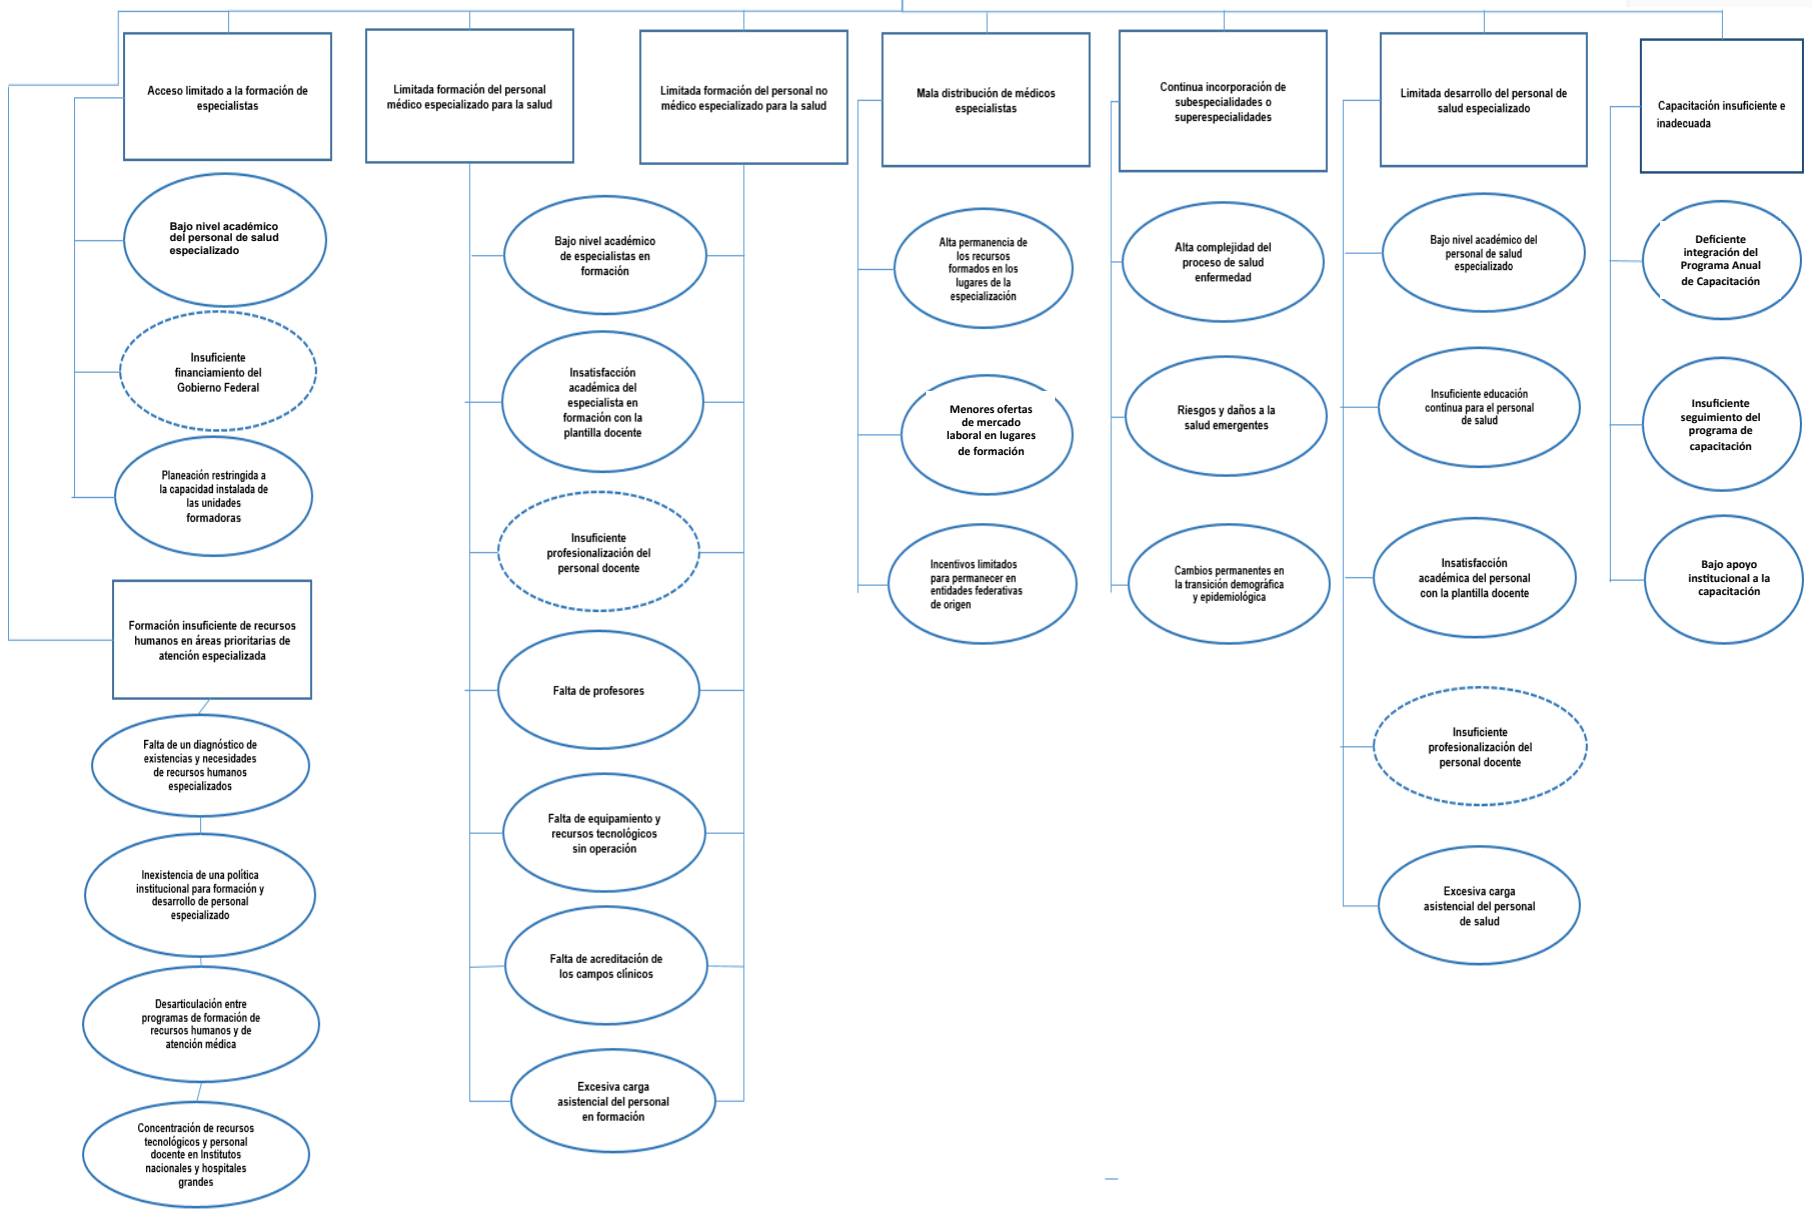 Acceso limitado a la formación de
especialistas
Bajo nivel académico
del personal de salud
especializado
Insuficiente
financiamiento del
Gobierno Federal
Planeación restringida a
la capacidad instalada de
las unidades
formadoras
Formación insuficiente de recursos
humanos en áreas prioritarias de
atención especializada
Falta de un diagnóstico de
existencias y necesidades
de recursos humanos
especializados
Inexistencia de una política
institucional para formación y
desarrollo de personal
especializado
Desarticulación entre
programas de formación de
recursos humanos y de
atención médica
Concentración de recursos
tecnológicos y personal
docente en Institutos
nacionales y hospitales
grandes
Limitada formación del personal
médico especializado para la salud
Limitada formación del personal no
médico especializado para la salud
Bajo nivel académico
de especialistas en
formación
Insatisfacción
académica del
especialista en
formación con la
plantilla docente
Insuficiente
profesionalización del
personal docente
Falta de profesores
Falta de equipamiento y
recursos tecnológicos
sin operación
Falta de acreditación de
los campos clínicos
Excesiva carga
asistencial del personal
en formación
Mala distribución de médicos
especialistas
Alta permanencia de
los recursos
formados en los
lugares de la
especialización
Menores ofertas
de mercado
laboral en lugares
de formación
Incentivos limitados
para permanecer en
entidades federativas
de origen
Continua incorporación de
subespecialidades o
superespecialidades
Alta complejidad del
proceso de salud
enfermedad
Riesgos y daños a la
salud emergentes
Cambios permanentes en
la transición demográfica
y epidemiológica
Limitada desarrollo del personal de
salud especializado
Bajo nivel académico del
personal de salud
especializado
Insuficiente educación
continua para el personal
de salud
Insatisfacción
académica del personal
con la plantilla docente
Insuficiente
profesionalización del
personal docente
Excesiva carga
asistencial del personal
de salud
Capacitación insuficiente e
inadecuada
Deficiente
integración del
Programa Anual
de Capacitación
Insuficiente
seguimiento del
programa de
capacitación
Bajo apoyo
institucional a la
capacitación